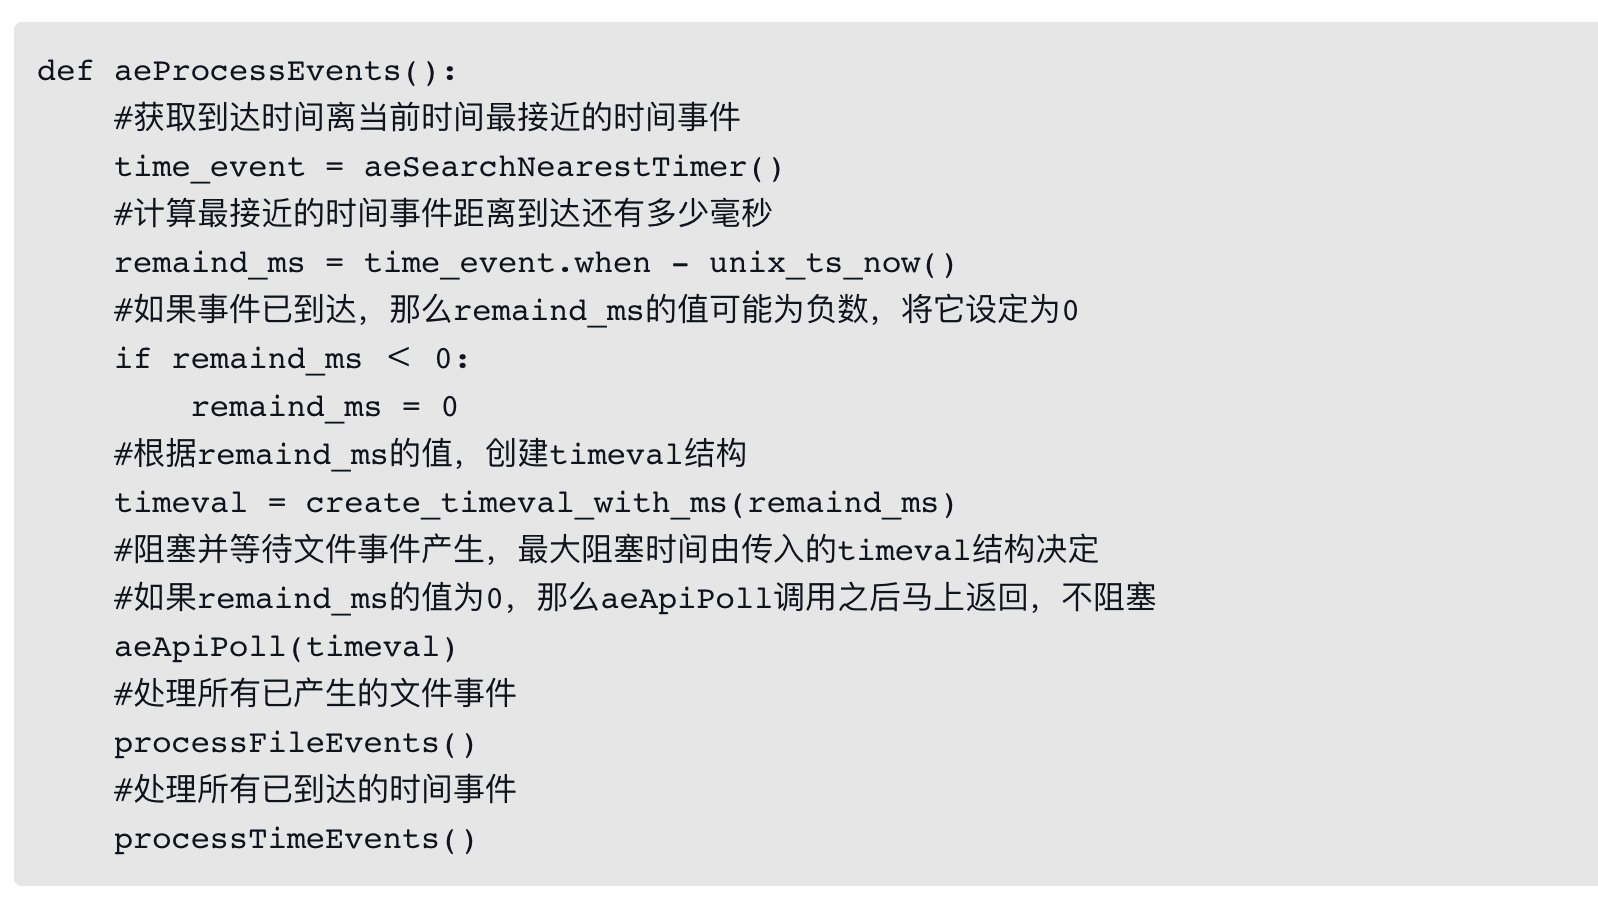 def aeProcessEvents():
    #获取到达时间离当前时间最接近的时间事件
    time_event = aeSearchNearestTimer()
    #计算最接近的时间事件距离到达还有多少毫秒
    remaind_ms = time_event.when - unix_ts_now()
    #如果事件已到达，那么remaind_ms的值可能为负数，将它设定为0
    if remaind_ms < 0:
        remaind_ms = 0
    #根据remaind_ms的值，创建timeval结构
    timeval = create_timeval_with_ms(remaind_ms)
    #阻塞并等待文件事件产生，最大阻塞时间由传入的timeval结构决定
    #如果remaind_ms的值为0，那么aeApiPoll调用之后马上返回，不阻塞
    aeApiPoll(timeval)
    #处理所有已产生的文件事件
    processFileEvents()
    #处理所有已到达的时间事件
    processTimeEvents()